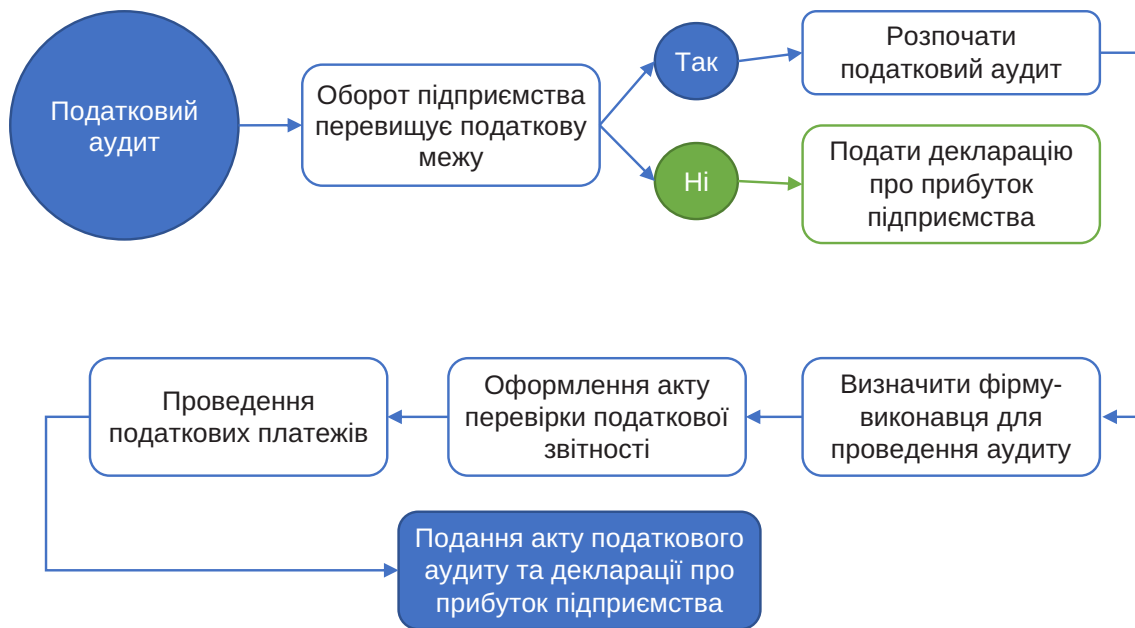 Податковий
аудит
Оборот підприємства
перевищує податкову
межу
Так
Розпочати
податковий аудит
Ні
Подати декларацію
про прибуток
підприємства
Визначити фірму-
виконавця для
проведення аудиту
Оформлення акту
перевірки податкової
звітності
Проведення
податкових платежів
Подання акту податкового
аудиту та декларації про
прибуток підприємства